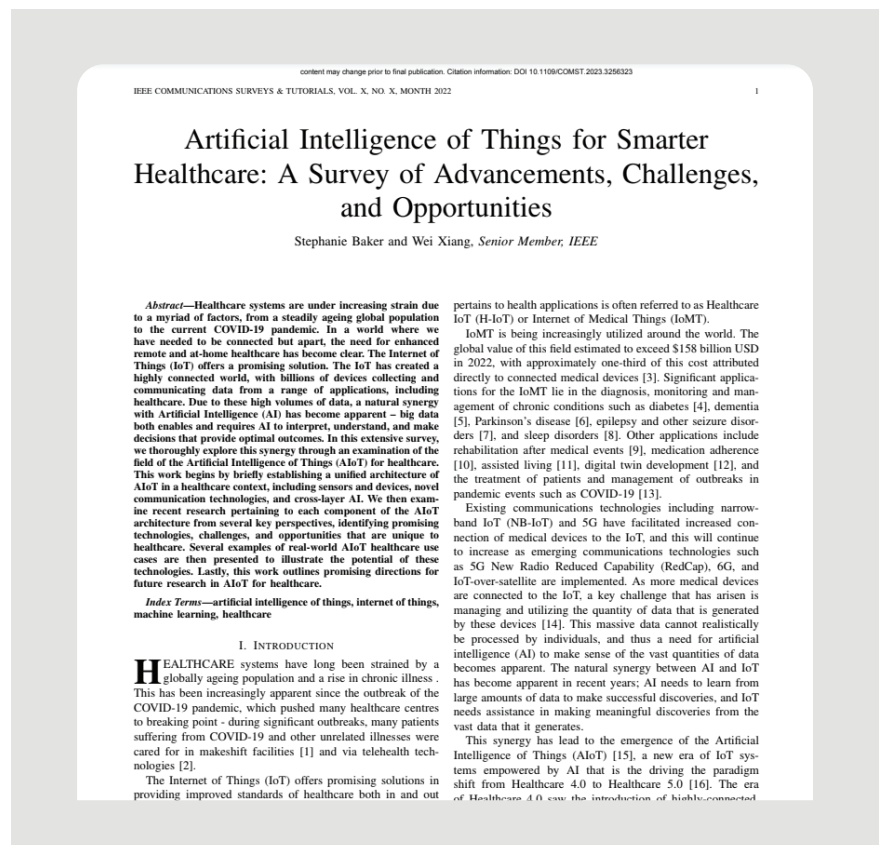 content may change prior to final publication. Citation information: DOI 10.1109/COMST.2023.3256323
IEEE COMMUNICATIONS SURVEYS & TUTORIALS, VOL. X, NO. X, MONTH 2022
1
Artificial Intelligence of Things for Smarter
Healthcare: A Survey of Advancements, Challenges,
and Opportunities
Stephanie Baker and Wei Xiang, Senior Member, IEEE
Abstract—Healthcare systems are under increasing strain due
to a myriad of factors, from a steadily ageing global population
to the current COVID-19 pandemic. In a world where we
have needed to be connected but apart, the need for enhanced
remote and at-home healthcare has become clear. The Internet of
Things (IoT) offers a promising solution. The IoT has created a
highly connected world, with billions of devices collecting and
communicating data from a range of applications, including
healthcare. Due to these high volumes of data, a natural synergy
with Artificial Intelligence (AI) has become apparent – big data
both enables and requires AI to interpret, understand, and make
decisions that provide optimal outcomes. In this extensive survey,
we thoroughly explore this synergy through an examination of the
field of the Artificial Intelligence of Things (AIoT) for healthcare.
This work begins by briefly establishing a unified architecture of
AIoT in a healthcare context, including sensors and devices, novel
communication technologies, and cross-layer AI. We then exam-
ine recent research pertaining to each component of the AIoT
architecture from several key perspectives, identifying promising
technologies, challenges, and opportunities that are unique to
healthcare. Several examples of real-world AIoT healthcare use
cases are then presented to illustrate the potential of these
technologies. Lastly, this work outlines promising directions for
future research in AIoT for healthcare.
Index Terms—artificial intelligence of things, internet of things,
machine learning, healthcare
I. INTRODUCTION
HEALTHCARE systems have long been strained by a
globally ageing population and a rise in chronic illness .
This has been increasingly apparent since the outbreak of the
COVID-19 pandemic, which pushed many healthcare centres
to breaking point - during significant outbreaks, many patients
suffering from COVID-19 and other unrelated illnesses were
cared for in makeshift facilities [1] and via telehealth tech-
nologies [2].
The Internet of Things (IoT) offers promising solutions in
providing improved standards of healthcare both in and out
pertains to health applications is often referred to as Healthcare
IoT (H-IoT) or Internet of Medical Things (IoMT).
IoMT is being increasingly utilized around the world. The
global value of this field estimated to exceed $158 billion USD
in 2022, with approximately one-third of this cost attributed
directly to connected medical devices [3]. Significant applica-
tions for the IoMT lie in the diagnosis, monitoring and man-
agement of chronic conditions such as diabetes [4], dementia
[5], Parkinson's disease [6], epilepsy and other seizure disor-
ders [7], and sleep disorders [8]. Other applications include
rehabilitation after medical events [9], medication adherence
[10], assisted living [11], digital twin development [12], and
the treatment of patients and management of outbreaks in
pandemic events such as COVID-19 [13].
Existing communications technologies including narrow-
band IoT (NB-IoT) and 5G have facilitated increased con-
nection of medical devices to the IoT, and this will continue
to increase as emerging communications technologies such
as 5G New Radio Reduced Capability (RedCap), 6G, and
IoT-over-satellite are implemented. As more medical devices
are connected to the IoT, a key challenge that has arisen is
managing and utilizing the quantity of data that is generated
by these devices [14]. This massive data cannot realistically
be processed by individuals, and thus a need for artificial
intelligence (AI) to make sense of the vast quantities of data
becomes apparent. The natural synergy between AI and IoT
has become apparent in recent years; AI needs to learn from
large amounts of data to make successful discoveries, and IoT
needs assistance in making meaningful discoveries from the
vast data that it generates.
This synergy has lead to the emergence of the Artificial
Intelligence of Things (AIoT) [15], a new era of IoT sys-
tems empowered by AI that is the driving the paradigm
shift from Healthcare 4.0 to Healthcare 5.0 [16]. The era
of Healthcare 4.0 saw the introduction of highly-connected,